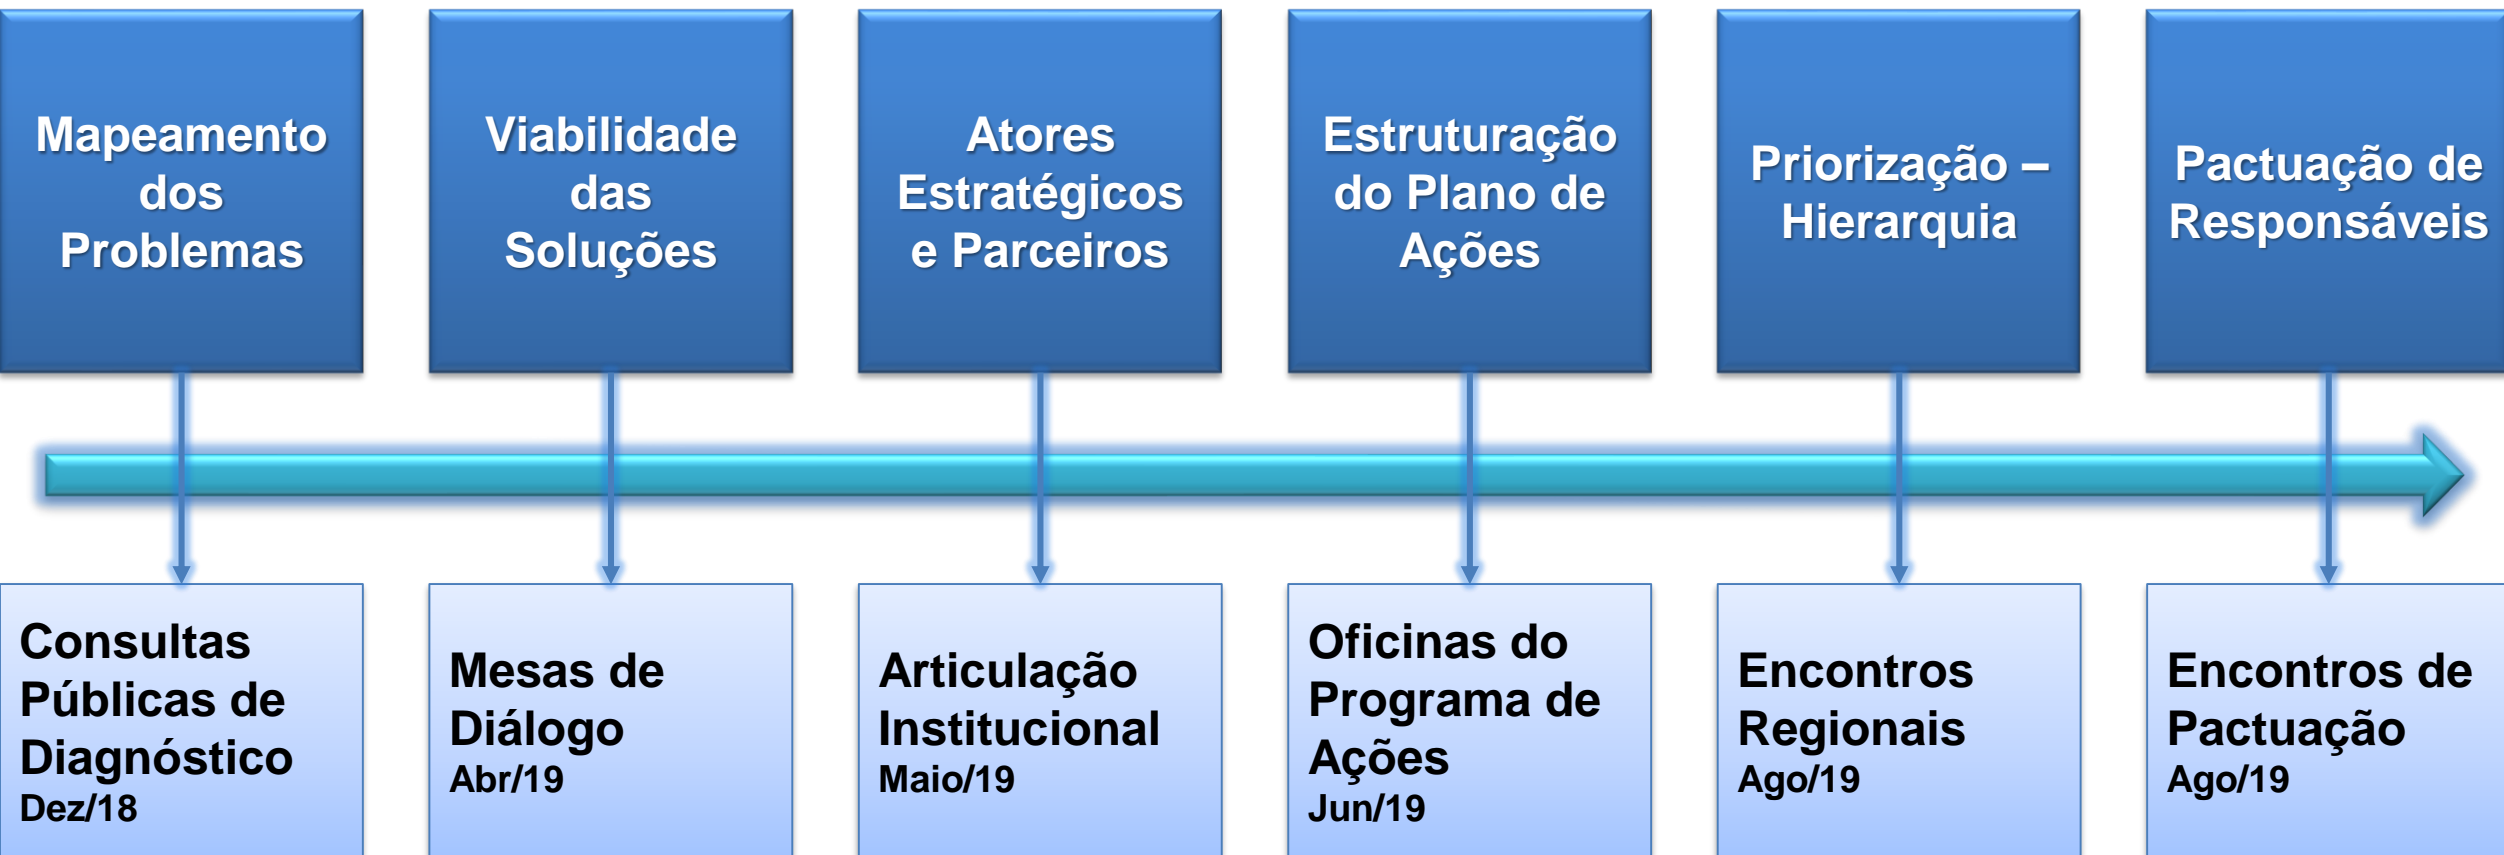 Mapeamento
dos
Problemas
Viabilidade
das
Soluções
Atores
Estratégicos
e Parceiros
Estruturação
do Plano de
Ações
Priorização –
Hierarquia
Pactuação de
Responsáveis
Consultas
Públicas de
Diagnóstico
Dez/18
Mesas de
Diálogo
Abr/19
Articulação
Institucional
Maio/19
Oficinas do
Programa de
Ações
Jun/19
Encontros
Regionais
Ago/19
Encontros de
Pactuação
Ago/19